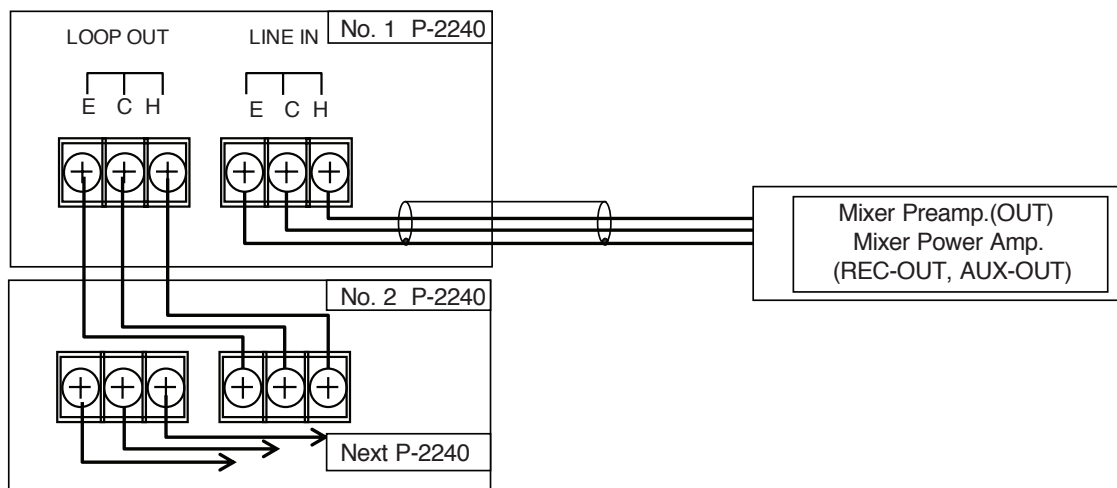 No. 1 P-2240
LOOP OUT LINE IN
E C H E C H
Mixer Preamp.(OUT)
Mixer Power Amp.
(REC-OUT, AUX-OUT)
No. 2 P-2240
Next P-2240